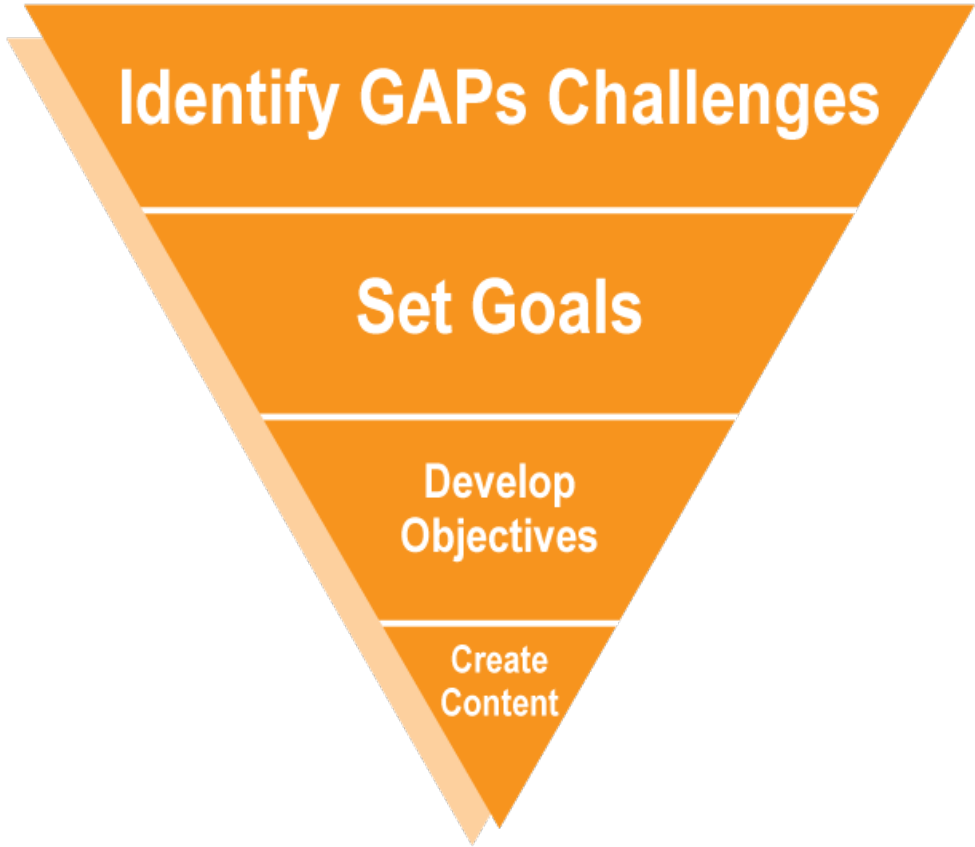 Identify GAPs Challenges
Set Goals
Develop
Objectives
Create
Content